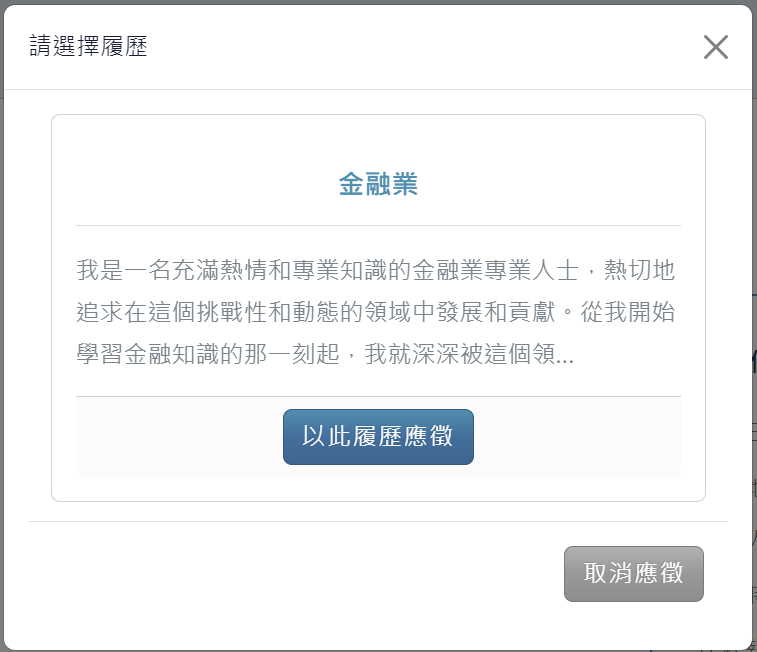 請選擇履歷
金融業
我是一名充滿熱情和專業知識的金融業專業人士，熱切地
追求在這個挑戰性和動態的領域中發展和貢獻。從我開始
學習金融知識的那一刻起，我就深深被這個領...
以此履歷應徵
取消應徵